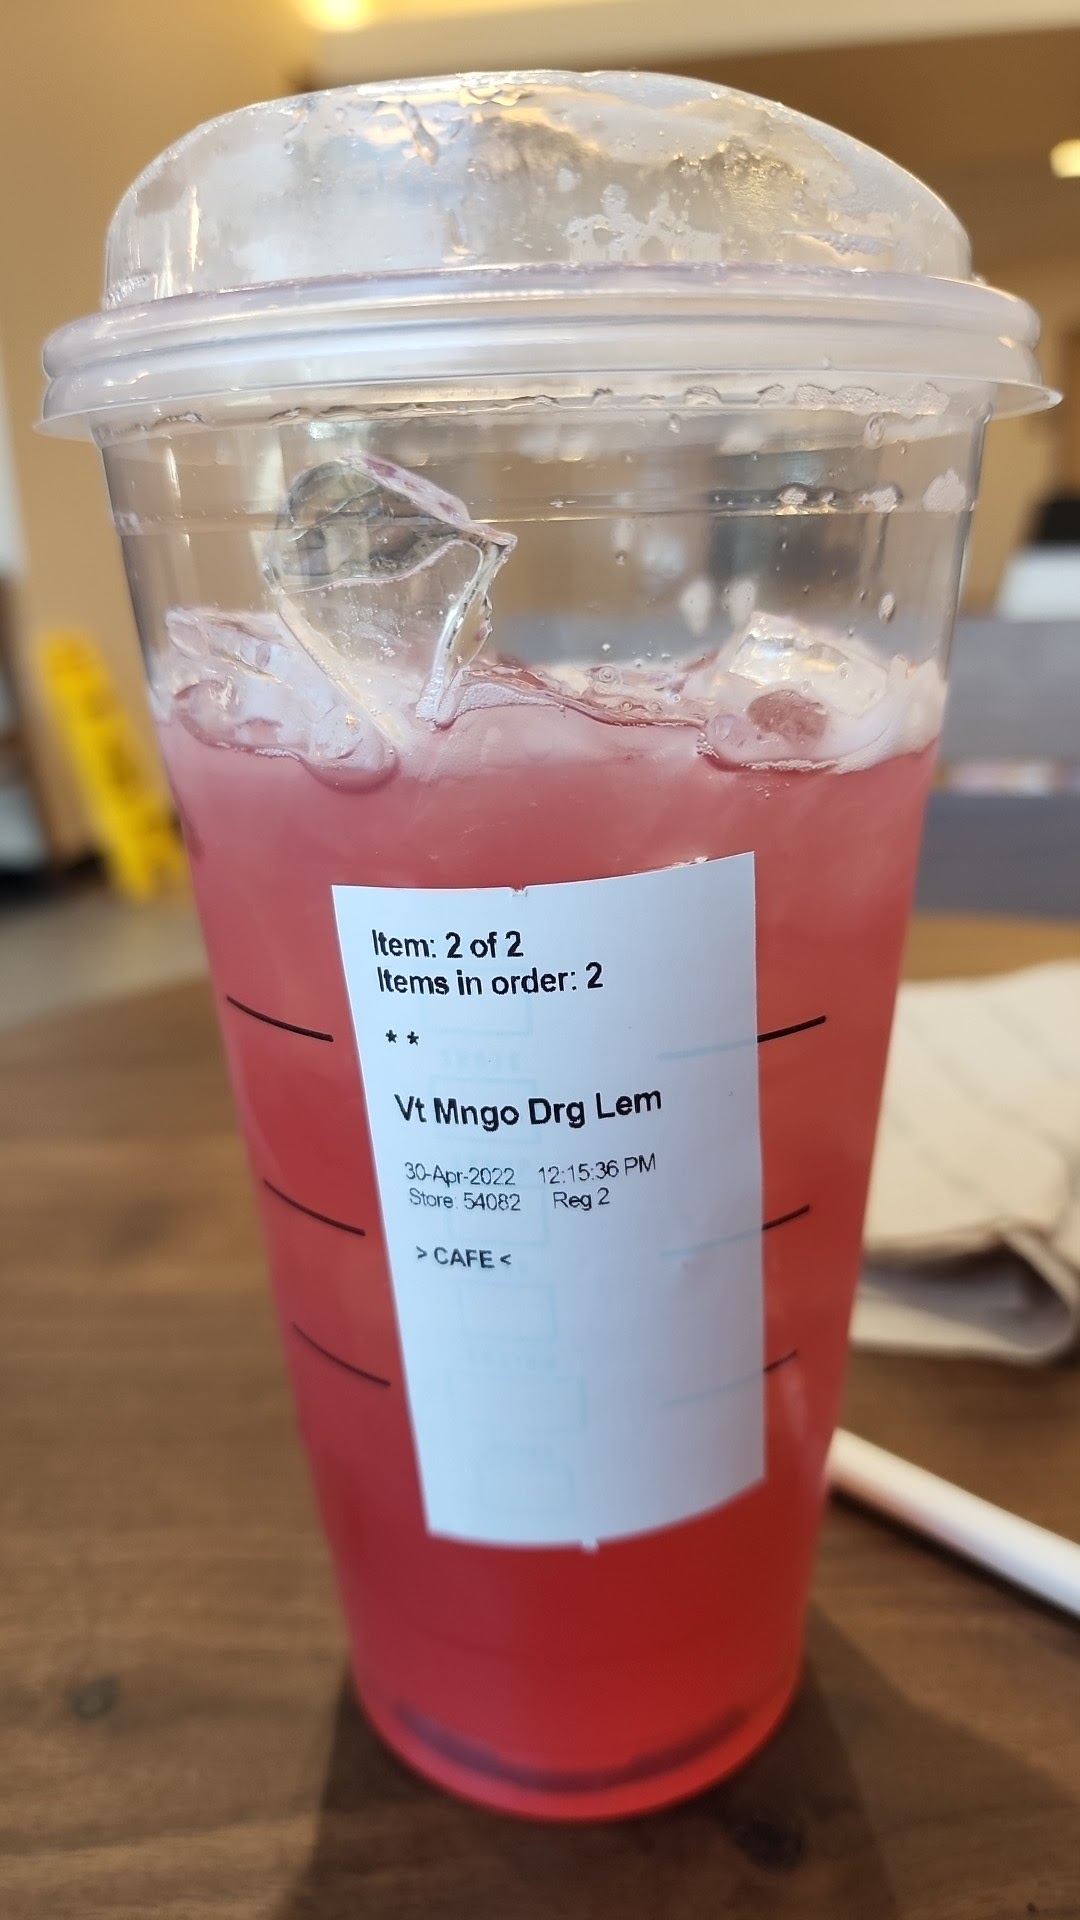 Item: 2 of 2
Items in order: 2
* *
Vt Mngo Drg Lem
30-Apr-2022 12:15:36 PM
Store: 54082 Reg 2
> CAFE <